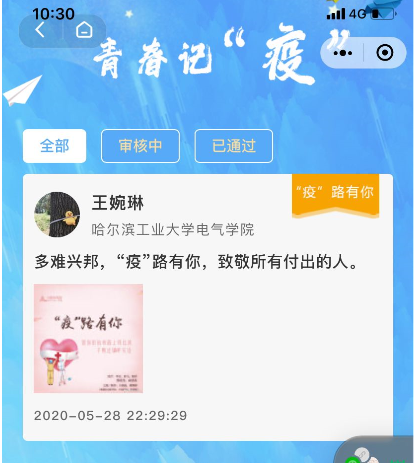 10:30
4G
青春记“疫”
全部
审核中
已通过
王婉琳
“疫”路有你
哈尔滨工业大学电气学院
多难兴邦，“疫”路有你，致敬所有付出的人。
“疫”路有你
2020-05-28 22:29:29